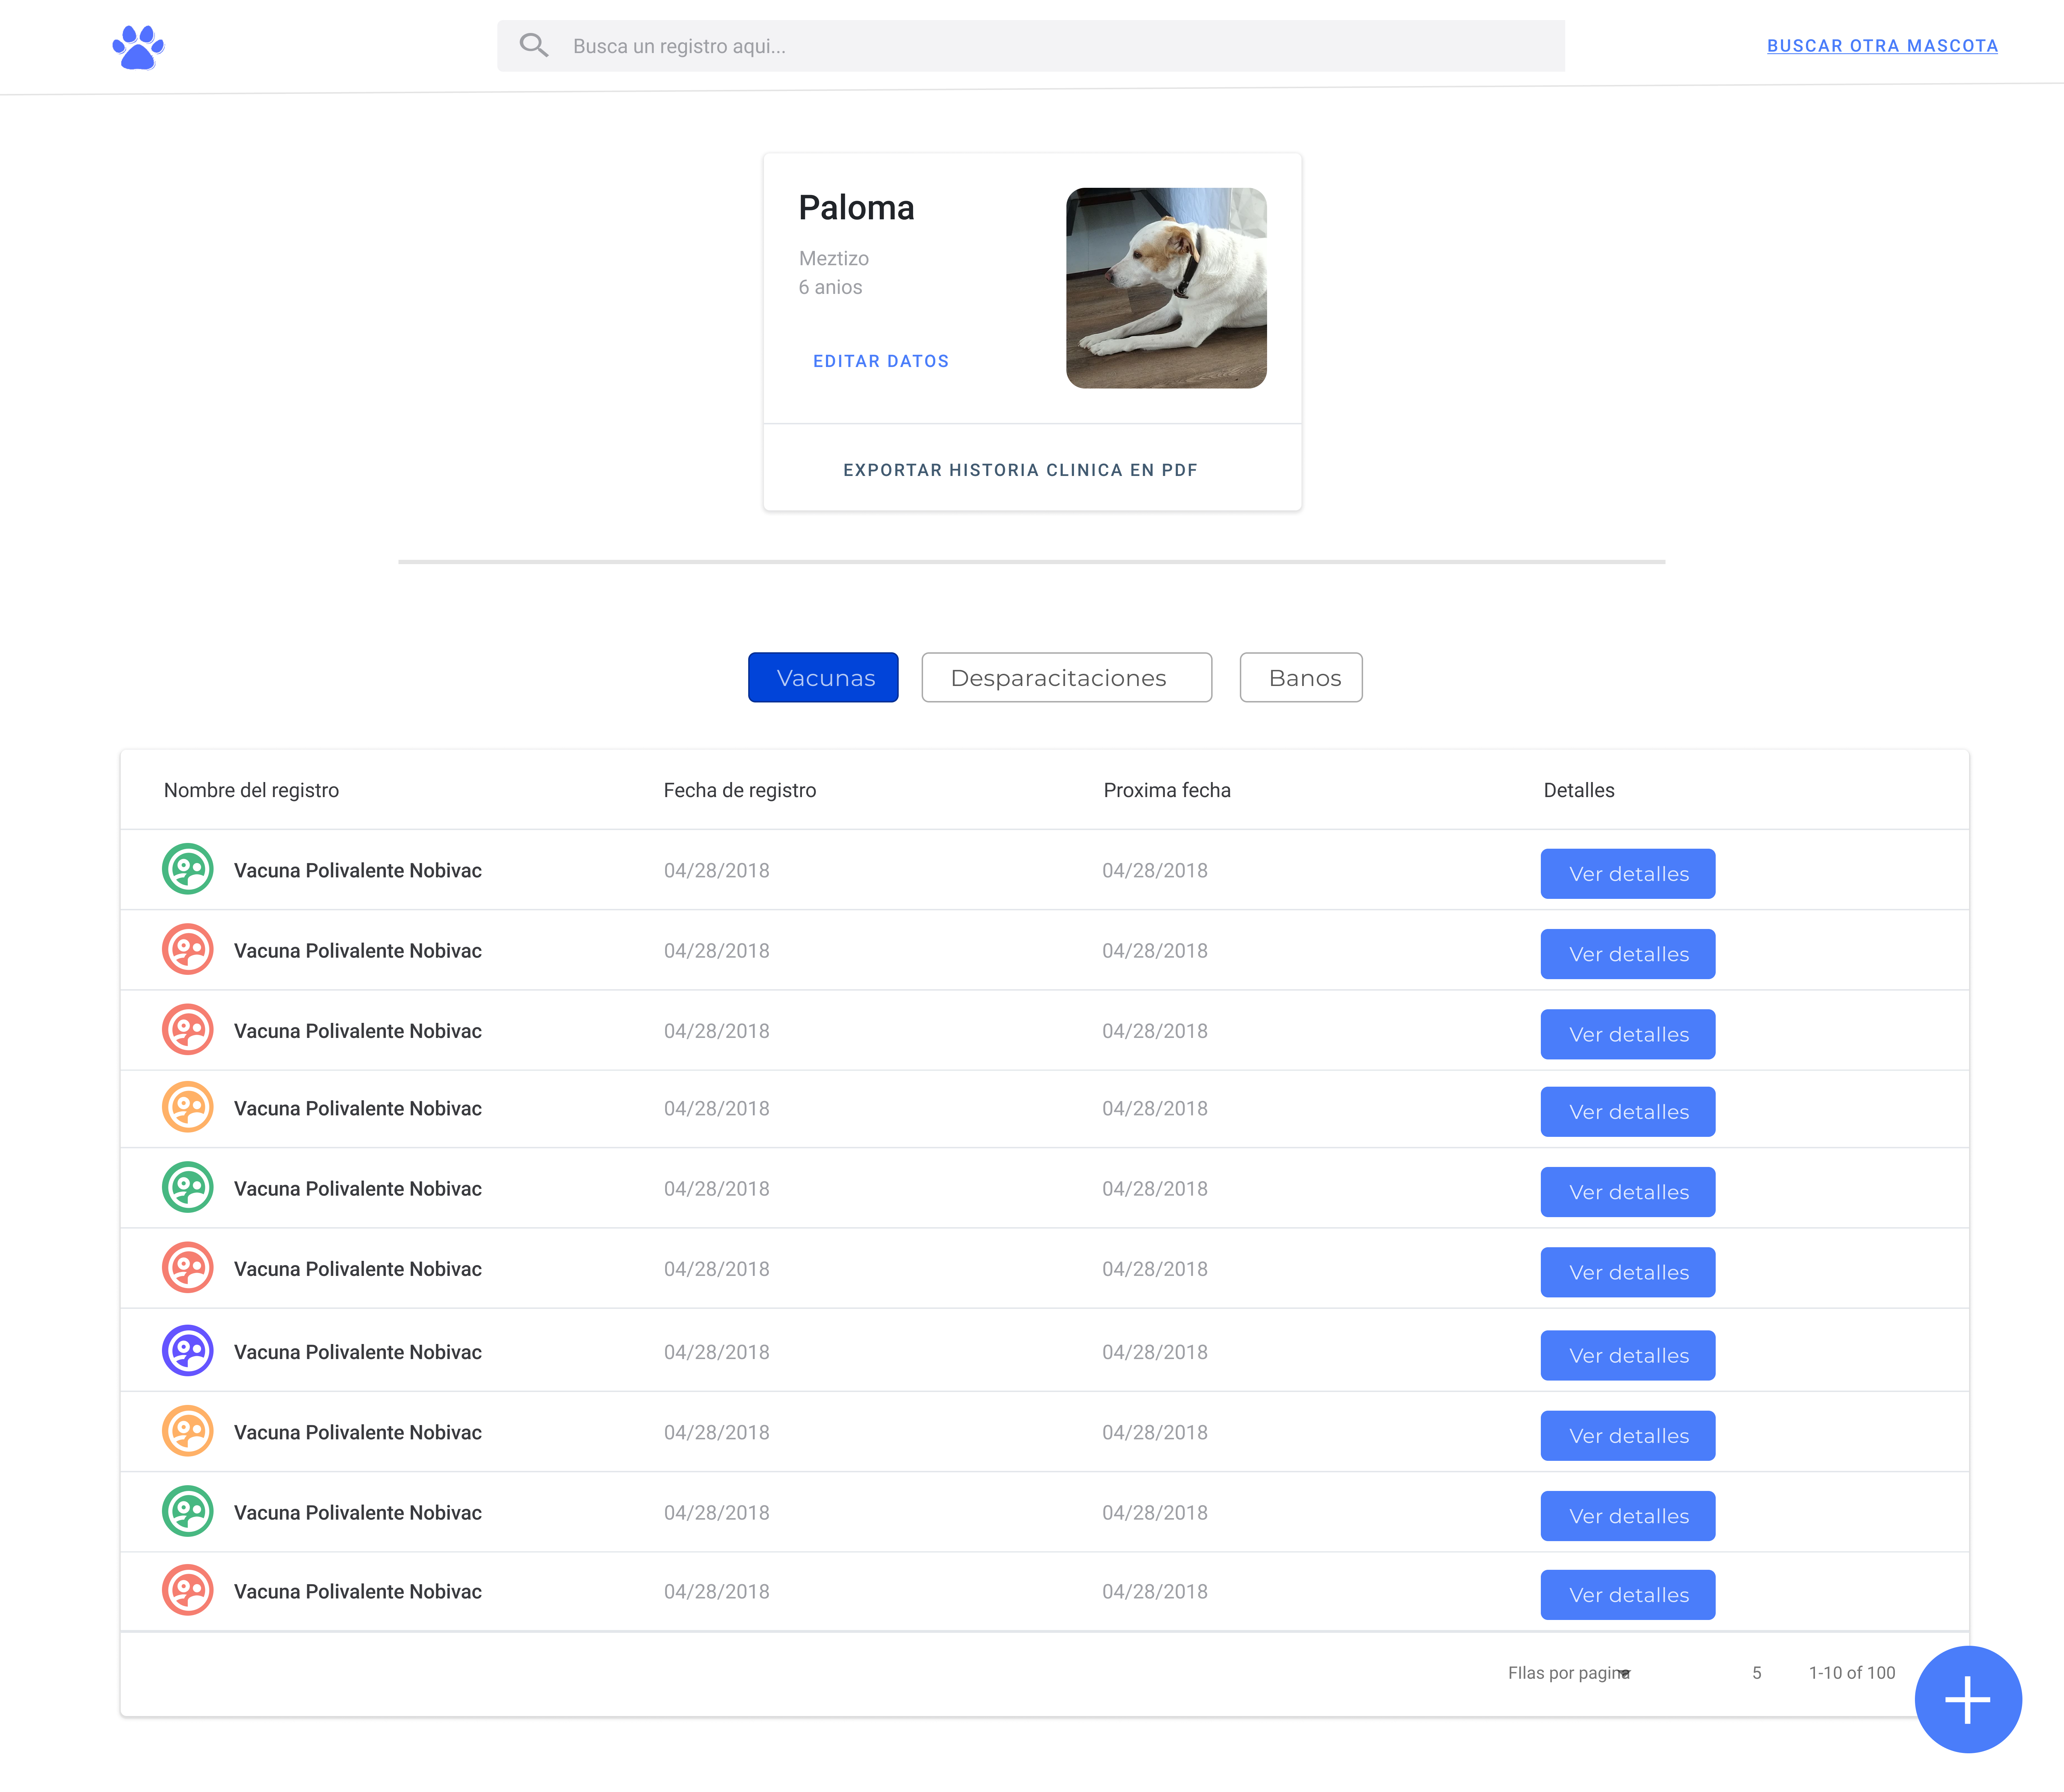 Busca un registro aqui...
BUSCAR OTRA MASCOTA
Paloma
Meztizo
6 anios
EDITAR DATOS
EXPORTAR HISTORIA CLINICA EN PDF
Vacunas Desparacitaciones Banos
Nombre del registro Fecha de registro Proxima fecha Detalles
Vacuna Polivalente Nobivac 04/28/2018 04/28/2018 Ver detalles
Vacuna Polivalente Nobivac 04/28/2018 04/28/2018 Ver detalles
Vacuna Polivalente Nobivac 04/28/2018 04/28/2018 Ver detalles
Vacuna Polivalente Nobivac 04/28/2018 04/28/2018 Ver detalles
Vacuna Polivalente Nobivac 04/28/2018 04/28/2018 Ver detalles
Vacuna Polivalente Nobivac 04/28/2018 04/28/2018 Ver detalles
Vacuna Polivalente Nobivac 04/28/2018 04/28/2018 Ver detalles
Vacuna Polivalente Nobivac 04/28/2018 04/28/2018 Ver detalles
Vacuna Polivalente Nobivac 04/28/2018 04/28/2018 Ver detalles
Vacuna Polivalente Nobivac 04/28/2018 04/28/2018 Ver detalles
FIlas por pagina 5 1-10 of 100